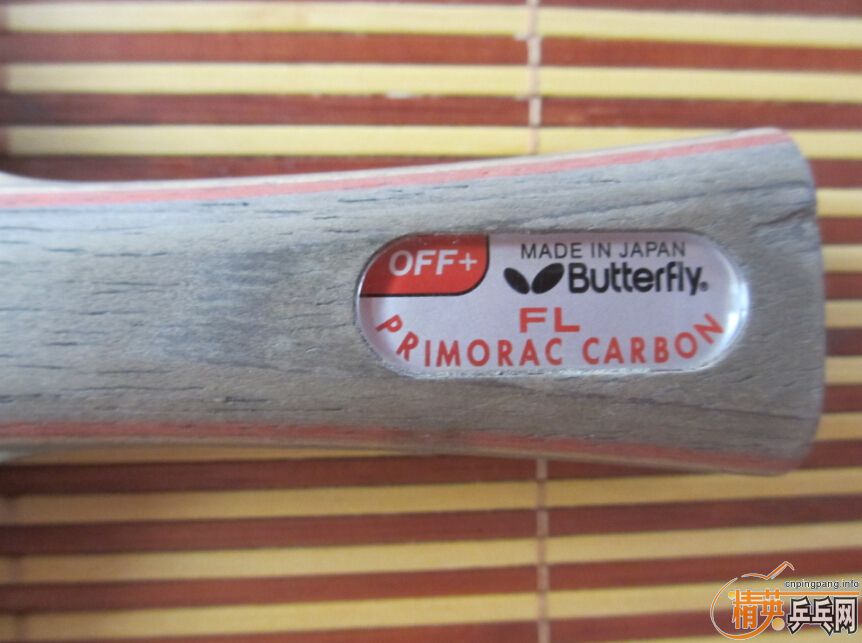 OFF+
MADE IN JAPAN
Butterfly®
FL
PRIMORAC CARBON
cnpingpang.info
精英乒乓网